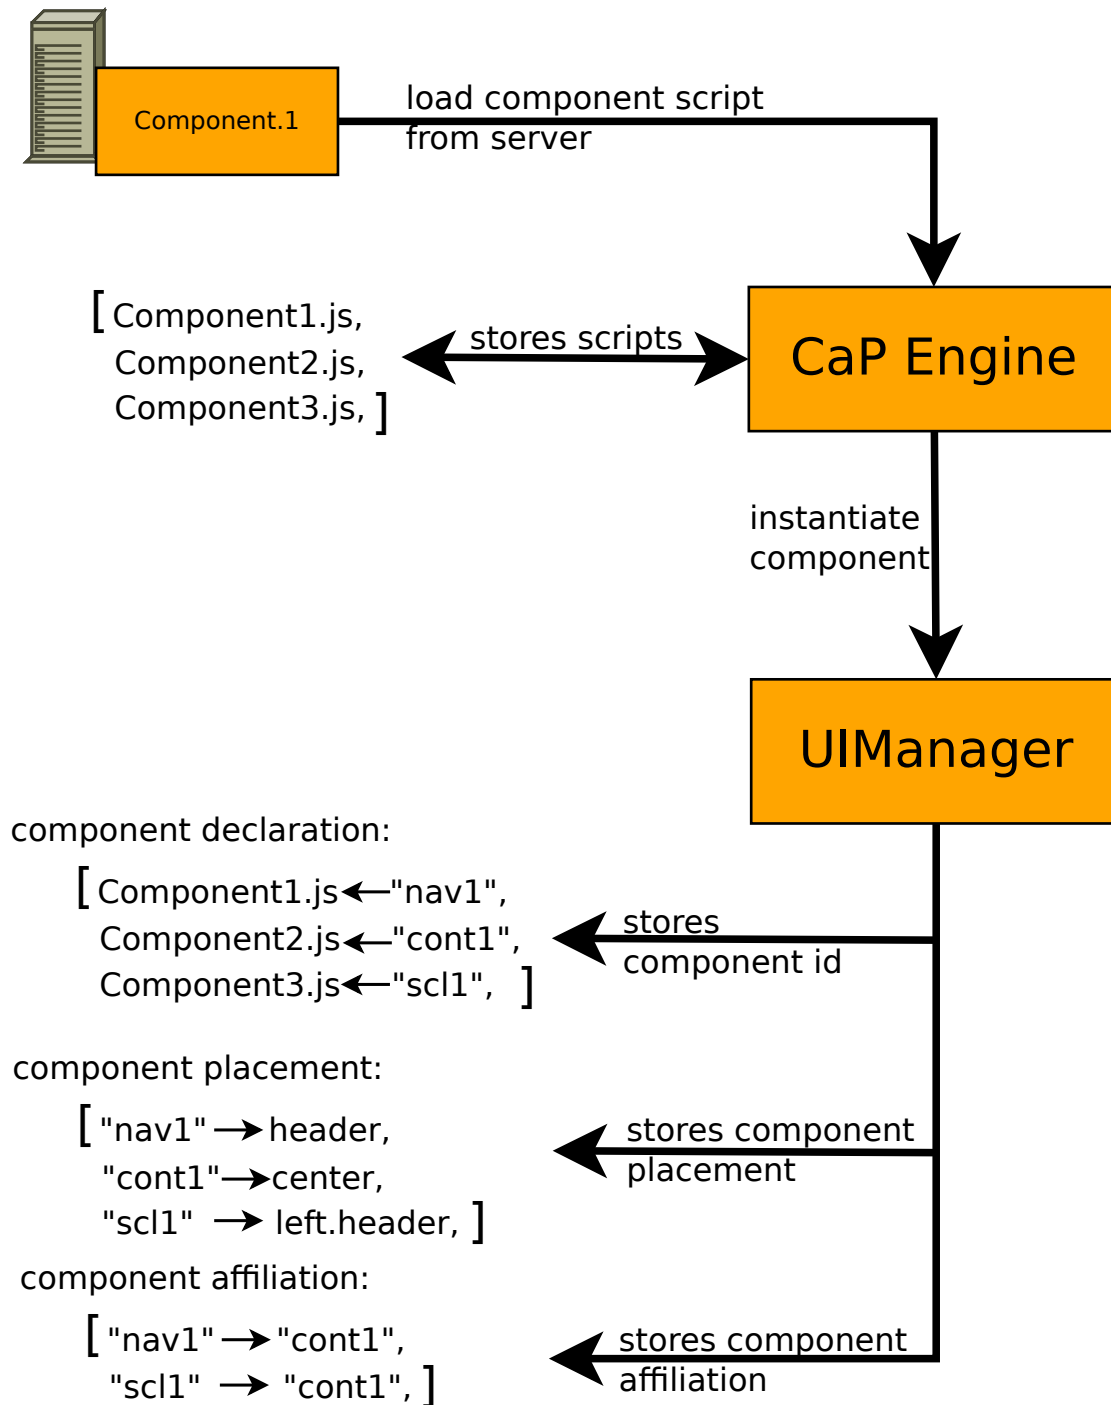 Component.1
load component script
from server
[ Component1.js,
Component2.js,
Component3.js, ]
stores scripts
CaP Engine
instantiate
component
UIManager
component declaration:
[ Component1.js ← "nav1",
Component2.js ← "cont1",
Component3.js ← "scl1", ]
stores
component id
component placement:
[ "nav1" → header,
"cont1" → center,
"scl1" → left.header, ]
stores component
placement
component affiliation:
[ "nav1" → "cont1",
"scl1" → "cont1", ]
stores component
affiliation